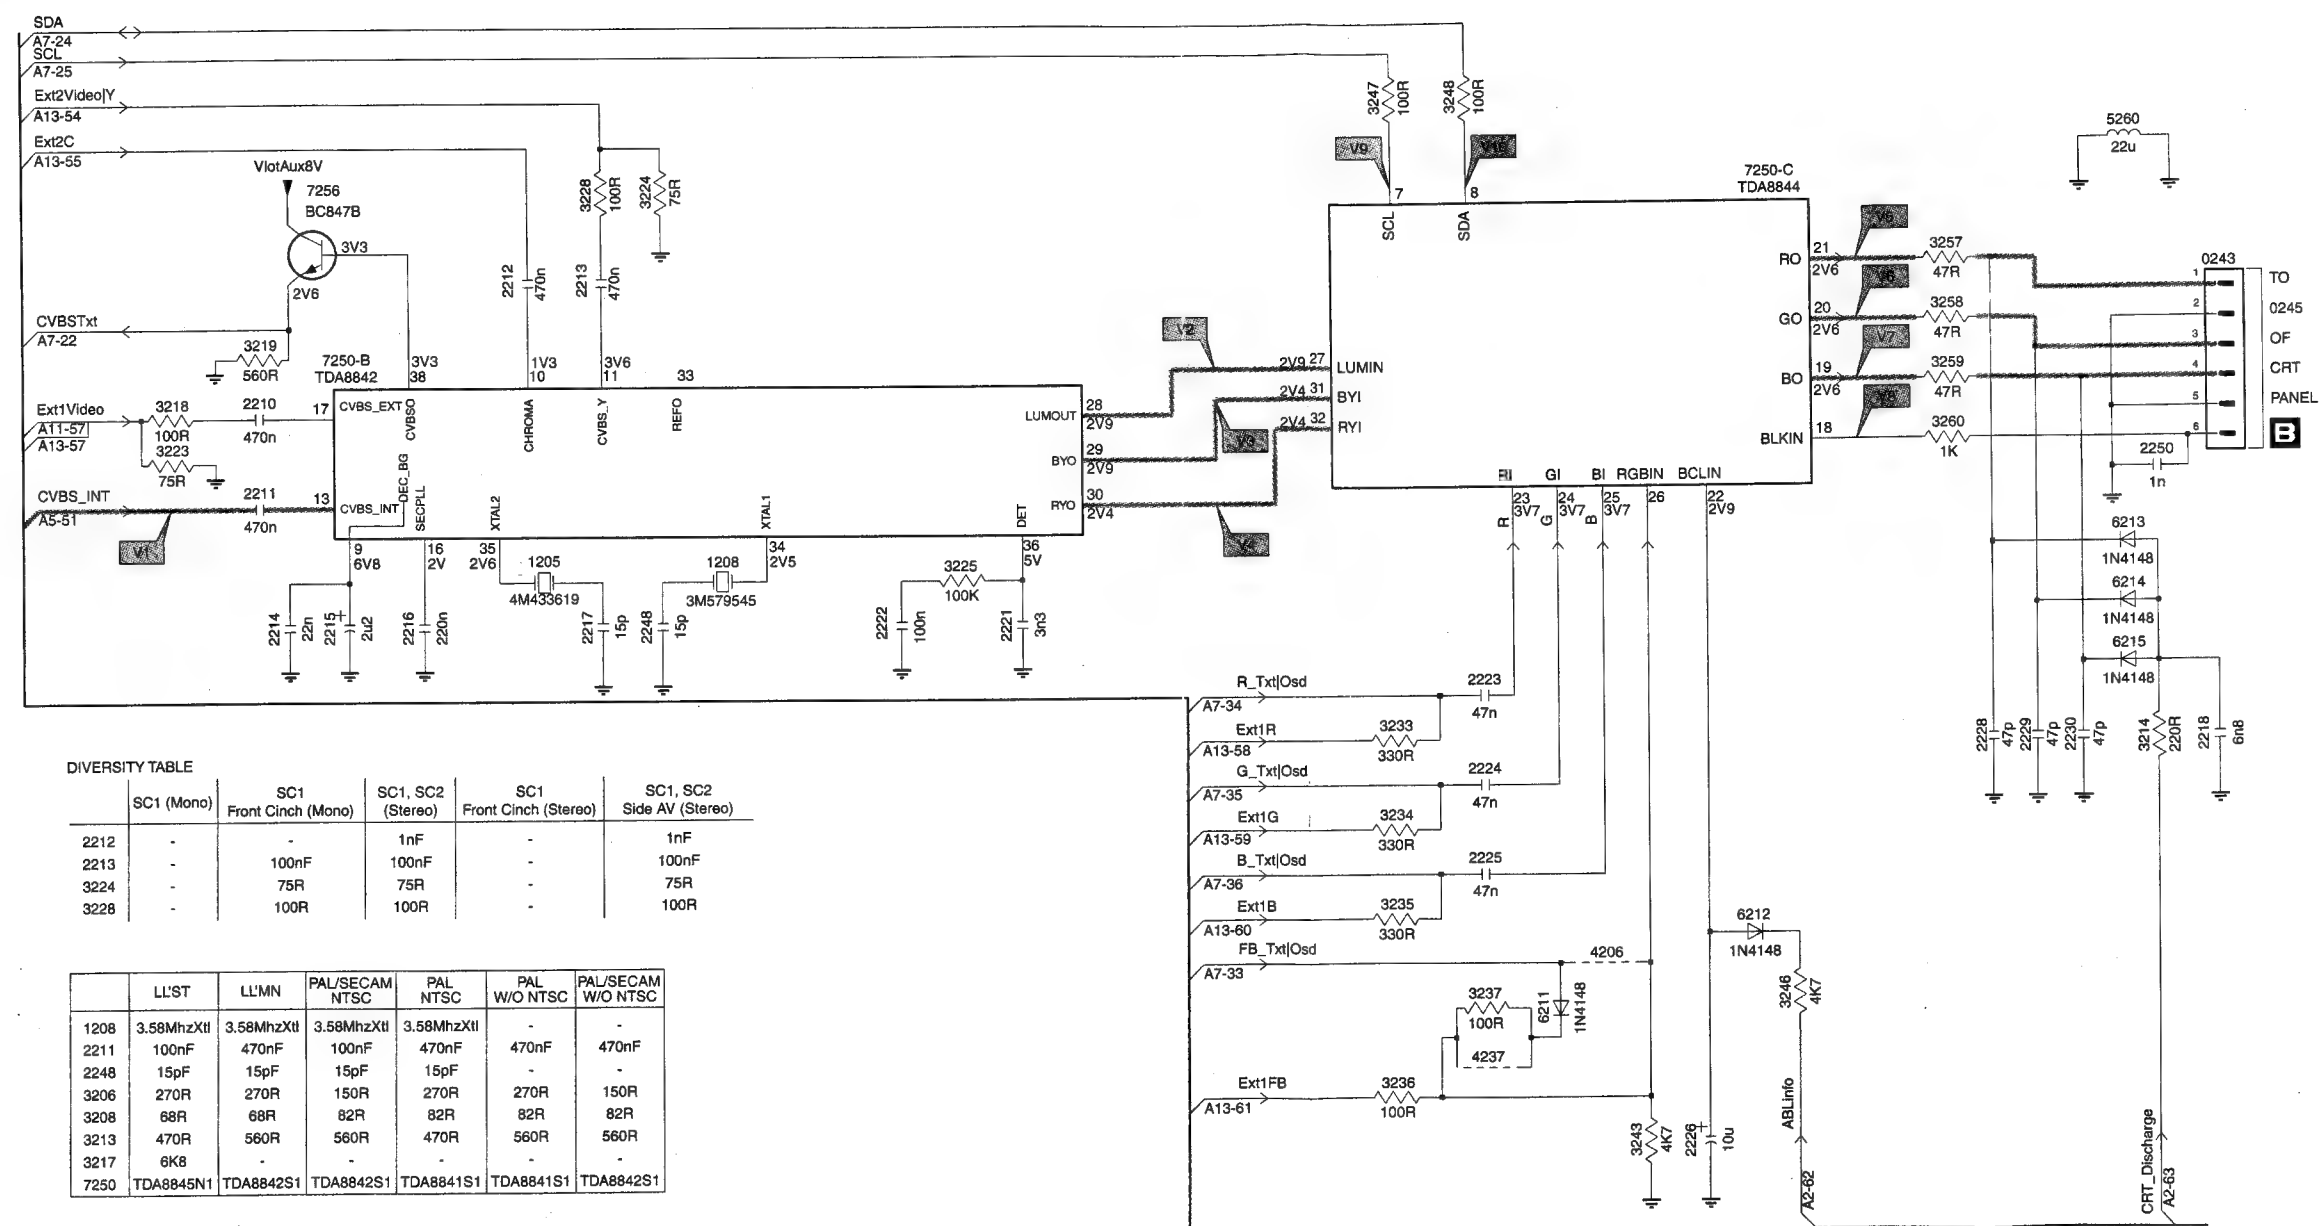 SDA
A7-24
SCL
A7-25
Ext2Video|Y
A13-54
Ext2C
A13-55
VlotAux8V
7256
BC847B
3V3
2V6
CVBSTxt
A7-22
3219
560R
7250-B
TDA8842
3V3
38
2212
470n
1V3
10
3228
100R
3224
75R
2213
470n
3V6
11
33
Ext1Video
A11-57
A13-57
3218
100R
3223
75R
2210
470n
17
CVBS_INT
A5-51
V1
2211
470n
13
CVBS_EXT
CVBSO
CHROMA
CVBS_Y
REFO
LUMOUT
BYO
RYO
CVBS_INT
DEC_BG
SECPLL
XTAL2
XTAL1
DET
28
2V9
29
2V9
30
2V4
9
6V8
16
2V
35
2V6
34
2V5
36
5V
1205
4M433619
1208
3M579545
3225
100K
2214
22n
2215
+
2u2
2216
220n
2217
15p
2248
15p
2222
100n
2221
3n3
V2
V3
V4
3247
100R
3248
100R
V9
V10
7
8
7250-C
TDA8844
SCL
SDA
2V9 27
LUMIN
2V4 31
BYI
2V4 32
RYI
RO
21
2V6
GO
20
2V6
BO
19
2V6
BLKIN
18
V5
V6
V7
V8
3257
47R
3258
47R
3259
47R
3260
1K
RI
GI
BI
RGBIN
BCLIN
23
3V7
24
3V7
25
3V7
26
22
2V9
R
G
B
5260
22u
0243
1
2
3
4
5
6
TO
0245
OF
CRT
PANEL
B
2250
1n
6213
1N4148
6214
1N4148
6215
1N4148
2228
47p
2229
47p
2230
47p
3214
220R
2218
6n8
R_Txt|Osd
A7-34
2223
47n
Ext1R
A13-58
3233
330R
G_Txt|Osd
A7-35
2224
47n
Ext1G
A13-59
3234
330R
B_Txt|Osd
A7-36
2225
47n
Ext1B
A13-60
3235
330R
FB_Txt|Osd
A7-33
4206
3237
100R
4237
6211
1N4148
Ext1FB
A13-61
3236
100R
3243
4K7
2226
+
10u
6212
1N4148
3246
4K7
ABLinfo
A2-62
CRT_Discharge
A2-63
DIVERSITY TABLE
SC1 (Mono) SC1 Front Cinch (Mono) SC1, SC2 (Stereo) SC1 Front Cinch (Stereo) SC1, SC2 Side AV (Stereo)
2212 - - 1nF - 1nF
2213 - 100nF 100nF - 100nF
3224 - 75R 75R - 75R
3228 - 100R 100R - 100R
LL'ST LL'MN PAL/SECAM NTSC PAL NTSC PAL W/O NTSC PAL/SECAM W/O NTSC
1208 3.58MhzXtl 3.58MhzXtl 3.58MhzXtl 3.58MhzXtl - -
2211 100nF 470nF 100nF 470nF 470nF 470nF
2248 15pF 15pF 15pF 15pF - -
3206 270R 270R 150R 270R 270R 150R
3208 68R 68R 82R 82R 82R 82R
3213 470R 560R 560R 470R 560R 560R
3217 6K8 - - - - -
7250 TDA8845N1 TDA8842S1 TDA8842S1 TDA8841S1 TDA8841S1 TDA8842S1